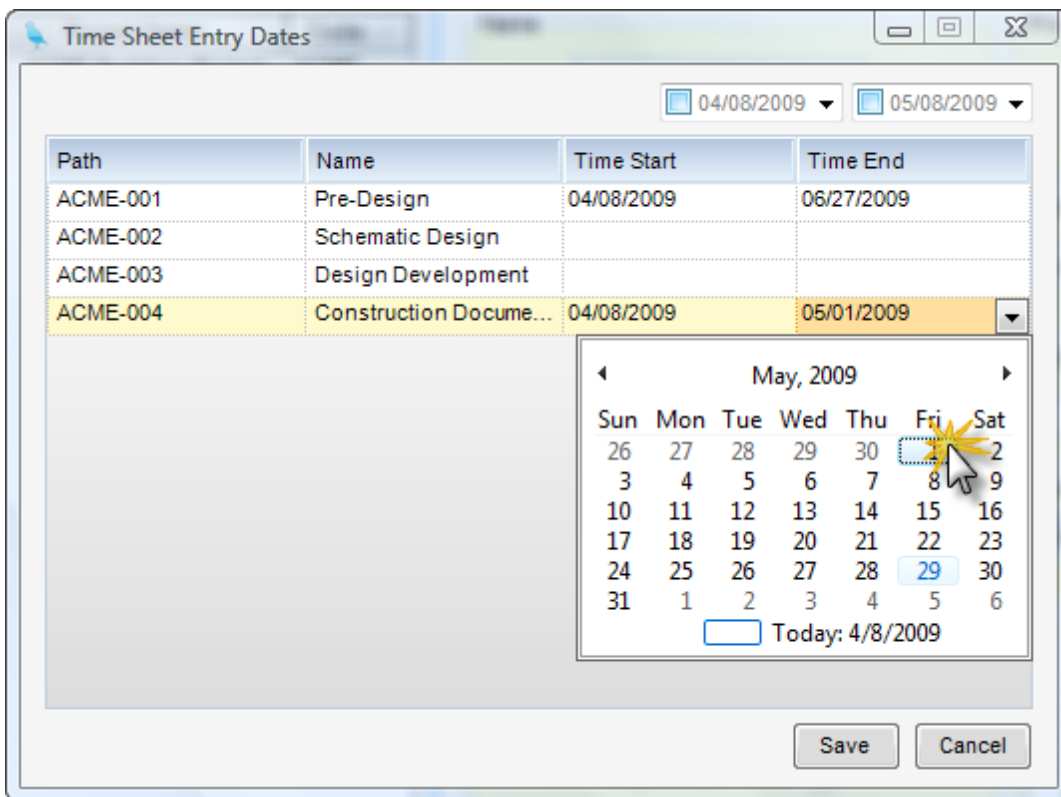 Time Sheet Entry Dates
04/08/2009 05/08/2009
Path Name Time Start Time End
ACME-001 Pre-Design 04/08/2009 06/27/2009
ACME-002 Schematic Design
ACME-003 Design Development
ACME-004 Construction Docume... 04/08/2009 05/01/2009
May, 2009
Sun Mon Tue Wed Thu Fri Sat
26 27 28 29 30 1 2
3 4 5 6 7 8 9
10 11 12 13 14 15 16
17 18 19 20 21 22 23
24 25 26 27 28 29 30
31 1 2 3 4 5 6
Today: 4/8/2009
Save Cancel